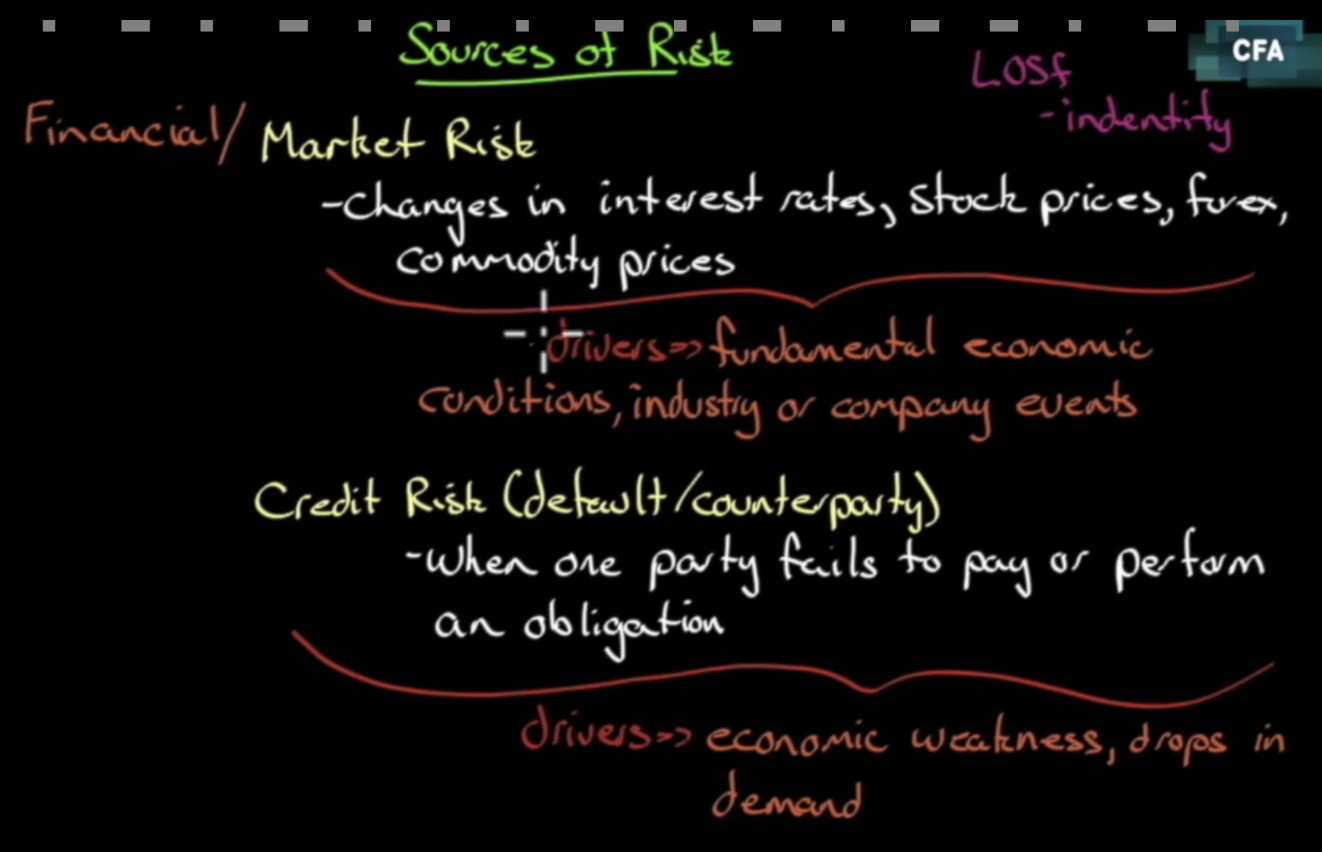 Sources of Risk
CFA
LOSf
-indentify
Financial/ Market Risk
-changes in interest rates, stock prices, forex,
commodity prices
drivers=> fundamental economic
conditions, industry or company events
Credit Risk (default/counterparty)
-when one party fails to pay or perform
an obligation
drivers=> economic weakness, drops in
demand